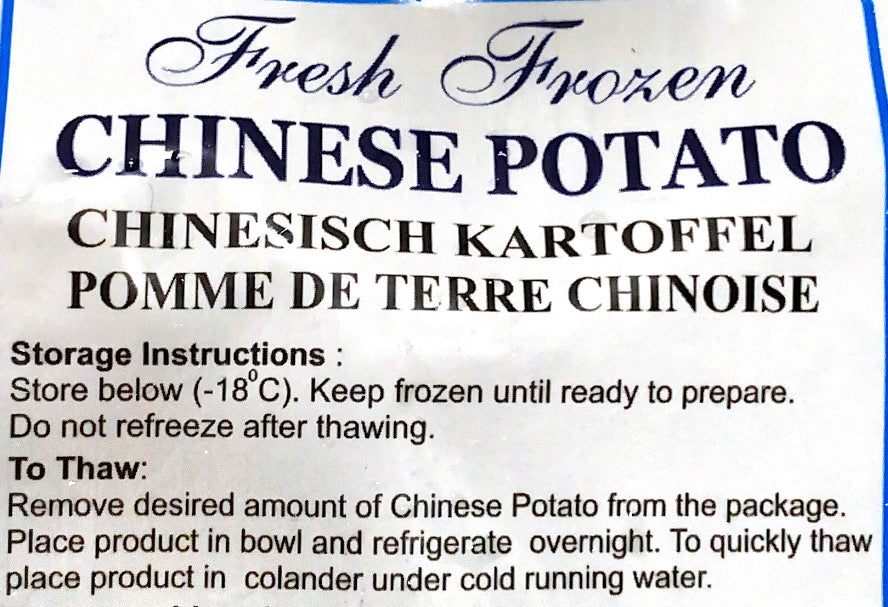 Fresh Frozen
CHINESE POTATO
CHINESISCH KARTOFFEL
POMME DE TERRE CHINOISE
Storage Instructions :
Store below (-18⁰C). Keep frozen until ready to prepare.
Do not refreeze after thawing.
To Thaw:
Remove desired amount of Chinese Potato from the package.
Place product in bowl and refrigerate overnight. To quickly thaw
place product in colander under cold running water.